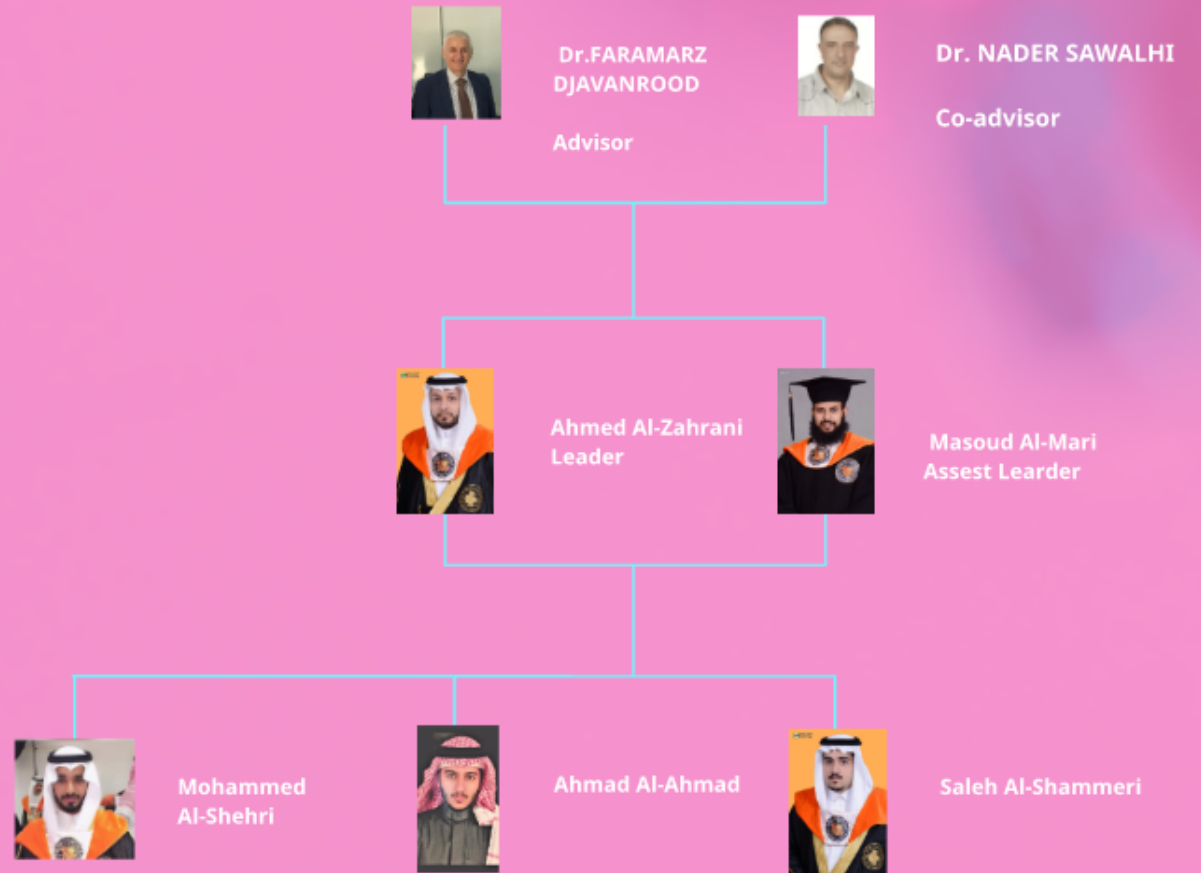 Dr.FARAMARZ
DJAVANROOD
Advisor
Dr. NADER SAWALHI
Co-advisor
Ahmed Al-Zahrani
Leader
Masoud Al-Mari
Assest Learder
Mohammed
Al-Shehri
Ahmad Al-Ahmad
Saleh Al-Shammeri